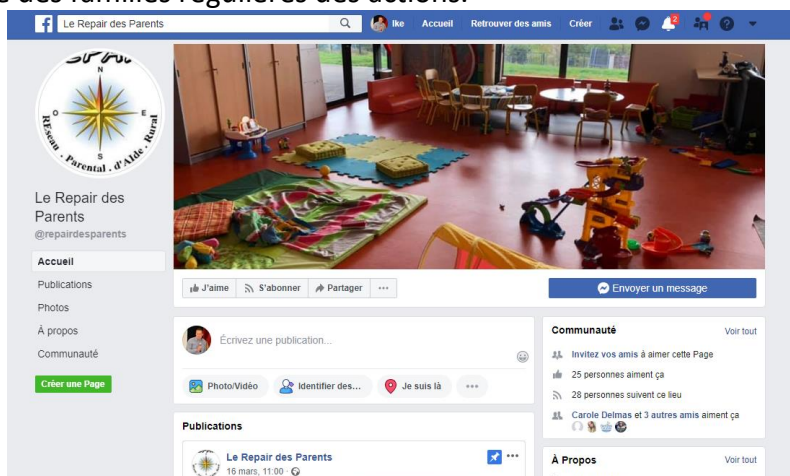 e des familles régulières des actions.
Le Repair des Parents
Ike Accueil Retrouver des amis Créer 2
N
O E
S
REseau . Parental . d'AIde . Rural
Le Repair des
Parents
@repairdesparents
Accueil
Publications
Photos
À propos
Communauté
Créer une Page
J'aime S'abonner Partager ...
Envoyer un message
Écrivez une publication...
Photo/Vidéo Identifier des... Je suis là ...
Publications
Le Repair des Parents
16 mars, 11:00 ·
Communauté Voir tout
Invitez vos amis à aimer cette Page
25 personnes aiment ça
28 personnes suivent ce lieu
Carole Delmas et 3 autres amis aiment ça
À Propos Voir tout